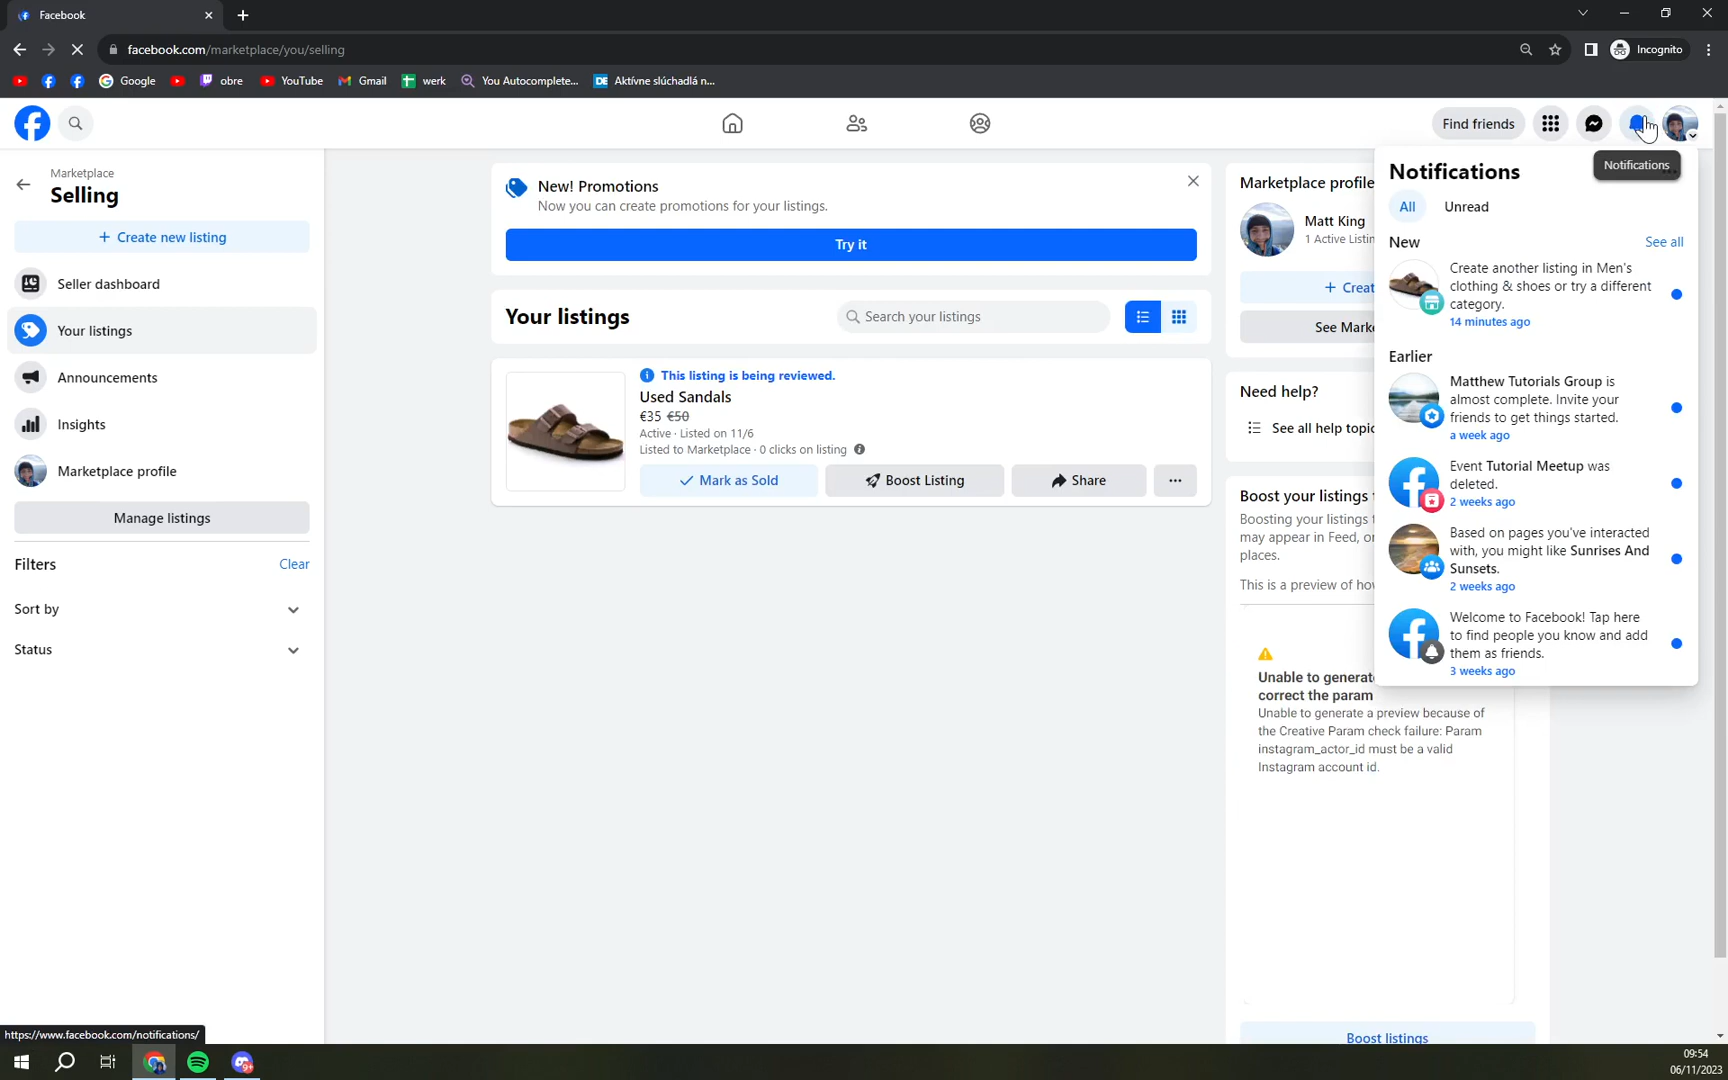 Facebook
facebook.com/marketplace/you/selling
Incognito
Google
obre
YouTube
Gmail
werk
You Autocomplete...
DE Aktívne slúchadlá n...
Find friends
Marketplace
Selling
+ Create new listing
Seller dashboard
Your listings
Announcements
Insights
Marketplace profile
Manage listings
Filters
Clear
Sort by
Status
New! Promotions
Now you can create promotions for your listings.
Try it
Your listings
Search your listings
This listing is being reviewed.
Used Sandals
€35 €50
Active · Listed on 11/6
Listed to Marketplace · 0 clicks on listing
Mark as Sold
Boost Listing
Share
Marketplace profile
Matt King
1 Active Listin
+ Creat
See Mark
Need help?
See all help topic
Boost your listings
Boosting your listings
may appear in Feed, or
places.
This is a preview of ho
Unable to generat
correct the param
Unable to generate a preview because of
the Creative Param check failure: Param
instagram_actor_id must be a valid
Instagram account id.
Boost listings
Notifications
Notifications
All
Unread
New
See all
Create another listing in Men's
clothing & shoes or try a different
category.
14 minutes ago
Earlier
Matthew Tutorials Group is
almost complete. Invite your
friends to get things started.
a week ago
Event Tutorial Meetup was
deleted.
2 weeks ago
Based on pages you've interacted
with, you might like Sunrises And
Sunsets.
2 weeks ago
Welcome to Facebook! Tap here
to find people you know and add
them as friends.
3 weeks ago
https://www.facebook.com/notifications/
9+
09:54
06/11/2023